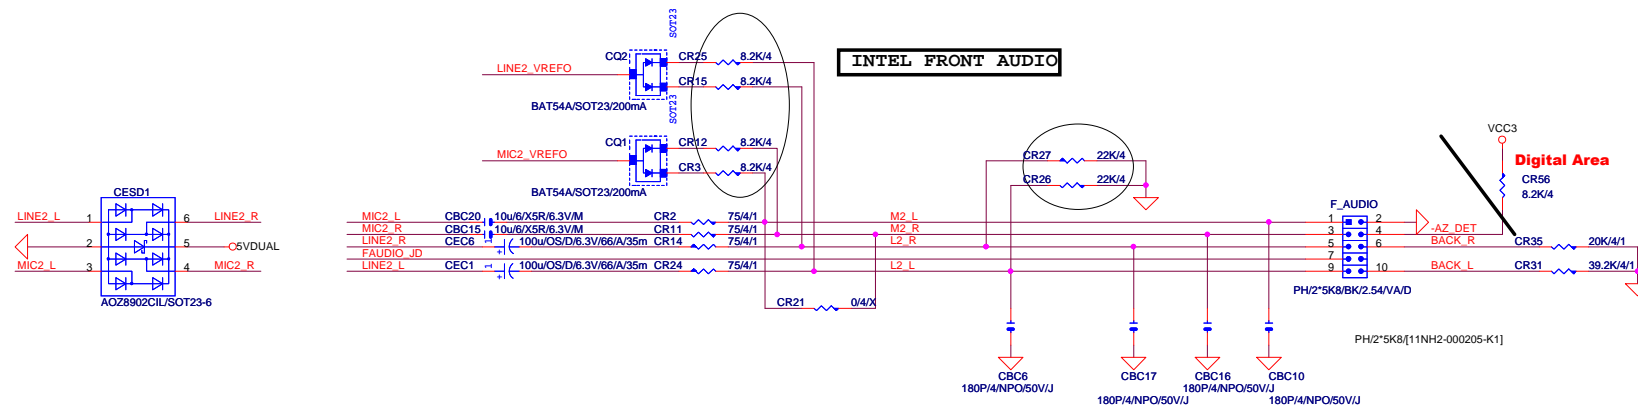 SOT23
CQ2 CR25 8.2K/4
LINE2_VREFO
CR15 8.2K/4
BAT54A/SOT23/200mA
SOT23
INTEL FRONT AUDIO
CQ1 CR12 8.2K/4
MIC2_VREFO
CR3 8.2K/4
BAT54A/SOT23/200mA
CR27 22K/4
CR26 22K/4
VCC3
Digital Area
CR56
8.2K/4
CESD1
LINE2_L 1 6 LINE2_R
2 5 5VDUAL
MIC2_L 3 4 MIC2_R
AOZ8902CIL/SOT23-6
MIC2_L CBC20 10u/6/X5R/6.3V/M CR2 75/4/1 M2_L
MIC2_R CBC15 10u/6/X5R/6.3V/M CR11 75/4/1 M2_R
LINE2_R CEC6 1 + 100u/OS/D/6.3V/66/A/35m CR14 75/4/1 L2_R
FAUDIO_JD
LINE2_L CEC1 1 + 100u/OS/D/6.3V/66/A/35m CR24 75/4/1 L2_L
CR21 0/4/X
F_AUDIO
1 2
3 4 -AZ_DET
5 6 BACK_R CR35 20K/4/1
7
9 10 BACK_L CR31 39.2K/4/1
PH/2*5K8/BK/2.54/VA/D
PH/2*5K8/[11NH2-000205-K1]
CBC6
180P/4/NPO/50V/J
CBC17
180P/4/NPO/50V/J
CBC16
180P/4/NPO/50V/J
CBC10
180P/4/NPO/50V/J